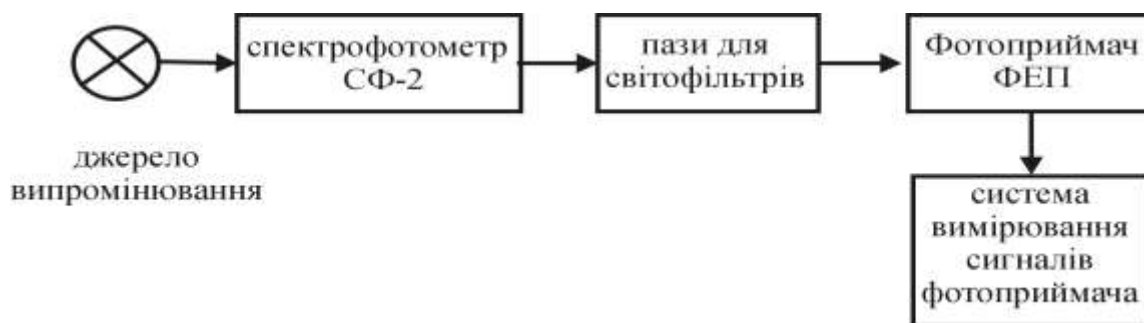 спектрофотометр
СФ-2
пази для
світофільтрів
Фотоприймач
ФЕП
джерело
випромінювання
система
вимірювання
сигналів
фотоприймача